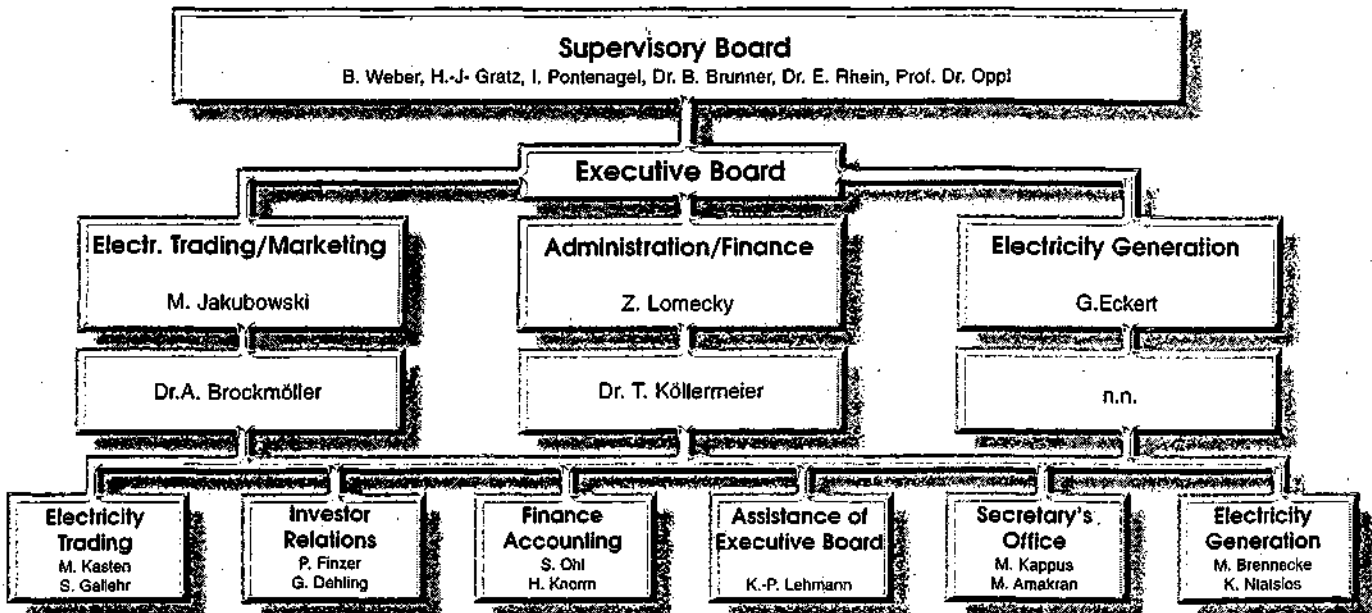 Supervisory Board
B. Weber, H.-J- Gratz, I. Pontenagel, Dr. B. Brunner, Dr. E. Rhein, Prof. Dr. Oppl
Executive Board
Electr. Trading/Marketing
M. Jakubowski
Administration/Finance
Z. Lomecky
Electricity Generation
G.Eckert
Dr.A. Brockmöller
Dr. T. Köllermeier
n.n.
Electricity
Trading
M. Kasten
S. Gallehr
Investor
Relations
P. Finzer
G. Dehling
Finance
Accounting
S. Ohl
H. Knorrn
Assistance of
Executive Board
K.-P. Lehmann
Secretary's
Office
M. Kappus
M. Amakran
Electricity
Generation
M. Brennecke
K. Nialsios